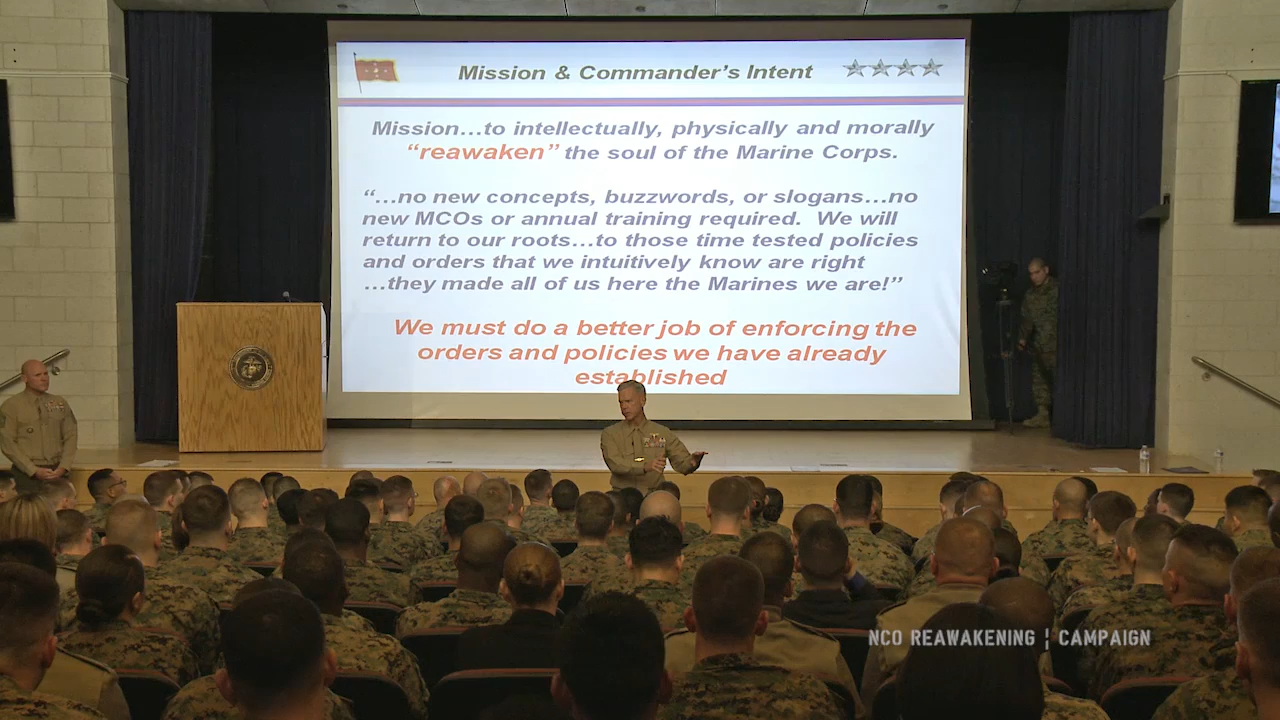 Mission & Commander's Intent
Mission...to intellectually, physically and morally
"reawaken" the soul of the Marine Corps.
"...no new concepts, buzzwords, or slogans...no
new MCOs or annual training required. We will
return to our roots...to those time tested policies
and orders that we intuitively know are right
...they made all of us here the Marines we are!"
We must do a better job of enforcing the
orders and policies we have already
established
NCO REAWAKENING ¦ CAMPAIGN